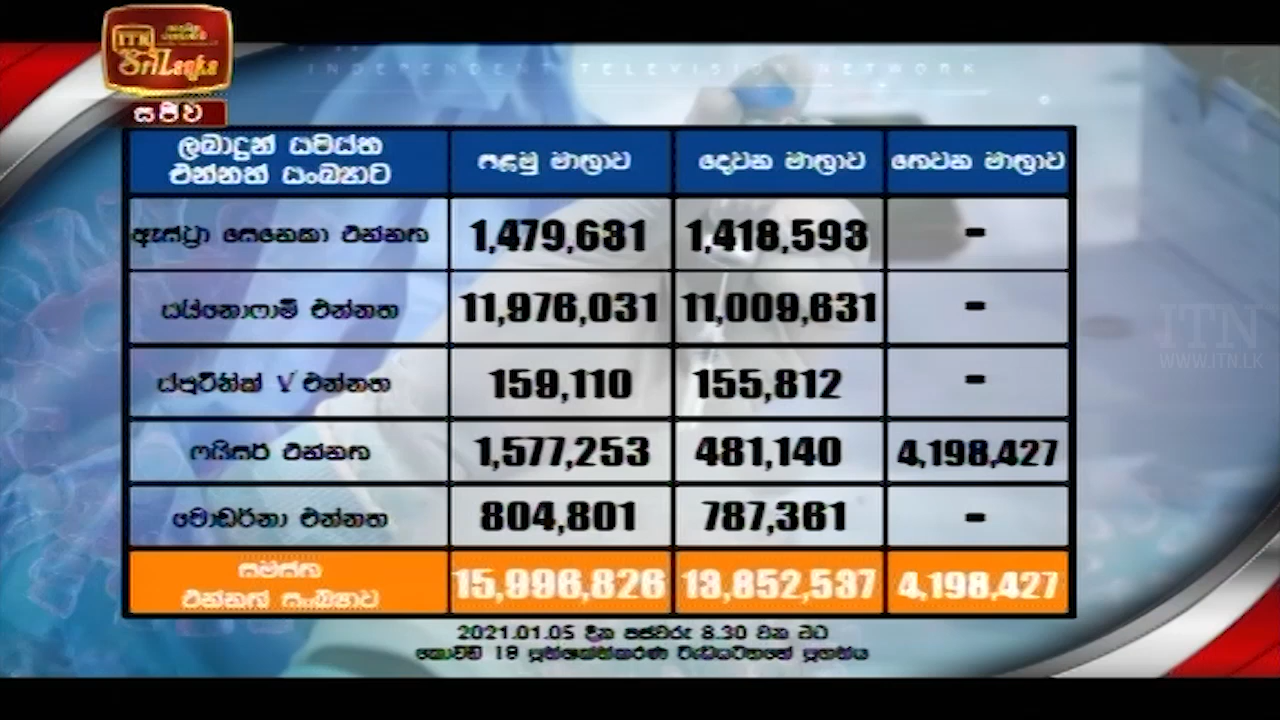 ITN
Sri Lanka
සජීව
INDEPENDENT TELEVISION NETWORK
ලබාදුන් සමස්ත
එන්නත් සංඛ්‍යාව
පළමු මාත්‍රාව
දෙවන මාත්‍රාව
තෙවන මාත්‍රාව
ඇස්ට්‍රා සෙනෙකා එන්නත 1,479,631 1,418,593 -
සයිනොෆාම් එන්නත 11,976,031 11,009,631 -
ස්පුට්නික් V එන්නත 159,110 155,812 -
ෆයිසර් එන්නත 1,577,253 481,140 4,198,427
මොඩර්නා එන්නත 804,801 787,361 -
සමස්ත
එන්නත් සංඛ්‍යාව
15,996,826 13,852,537 4,198,427
2021.01.05 දින පස්වරු 8.30 වන විට
කොවිඩ් 19 ප්‍රතිශක්තිකරණ වැඩසටහනේ ප්‍රගතිය
ITN
WWW.ITN.LK